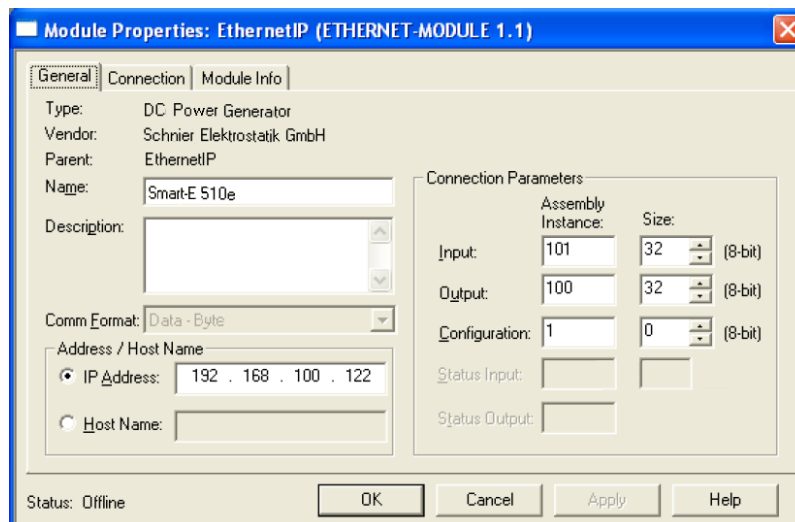 Module Properties: EthernetIP (ETHERNET-MODULE 1.1)
General Connection Module Info
Type: DC Power Generator
Vendor: Schnier Elektrostatik GmbH
Parent: EthernetIP
Name: Smart-E 510e
Description:
Comm Format: Data - Byte
Address / Host Name
IP Address: 192 . 168 . 100 . 122
Host Name:
Connection Parameters
Assembly Instance: Size:
Input: 101 32 (8-bit)
Output: 100 32 (8-bit)
Configuration: 1 0 (8-bit)
Status Input:
Status Output:
Status: Offline OK Cancel Apply Help